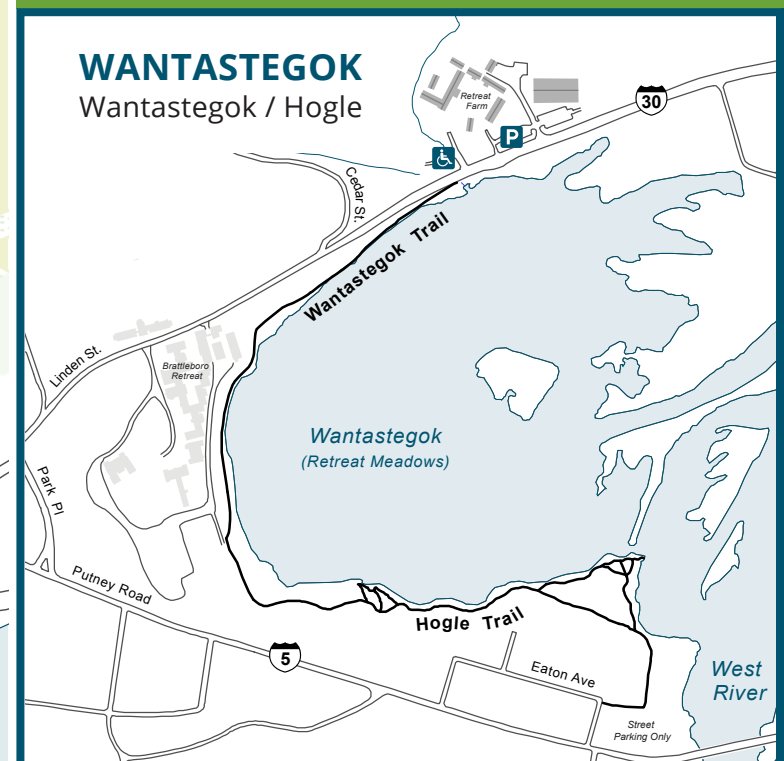 WANTASTEGOK
Wantastegok / Hogle
Retreat
Farm
30
P
Cedar St.
Wantastegok Trail
Linden St.
Brattleboro
Retreat
Wantastegok
(Retreat Meadows)
Park Pl
Putney Road
Hogle Trail
5
Eaton Ave
West
River
Street
Parking Only